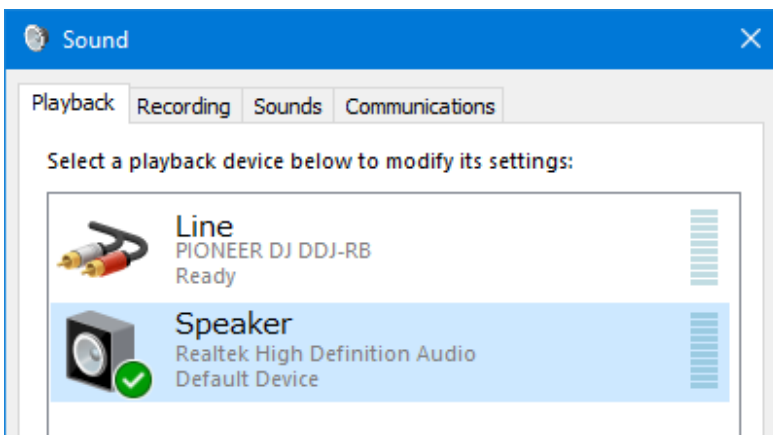 Sound
Playback Recording Sounds Communications
Select a playback device below to modify its settings:
Line
PIONEER DJ DDJ-RB
Ready
Speaker
Realtek High Definition Audio
Default Device